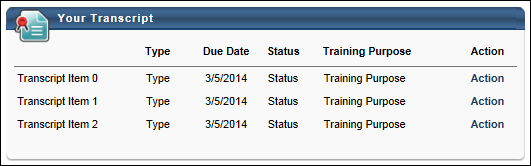 Your Transcript
Type Due Date Status Training Purpose Action
Transcript Item 0 Type 3/5/2014 Status Training Purpose Action
Transcript Item 1 Type 3/5/2014 Status Training Purpose Action
Transcript Item 2 Type 3/5/2014 Status Training Purpose Action